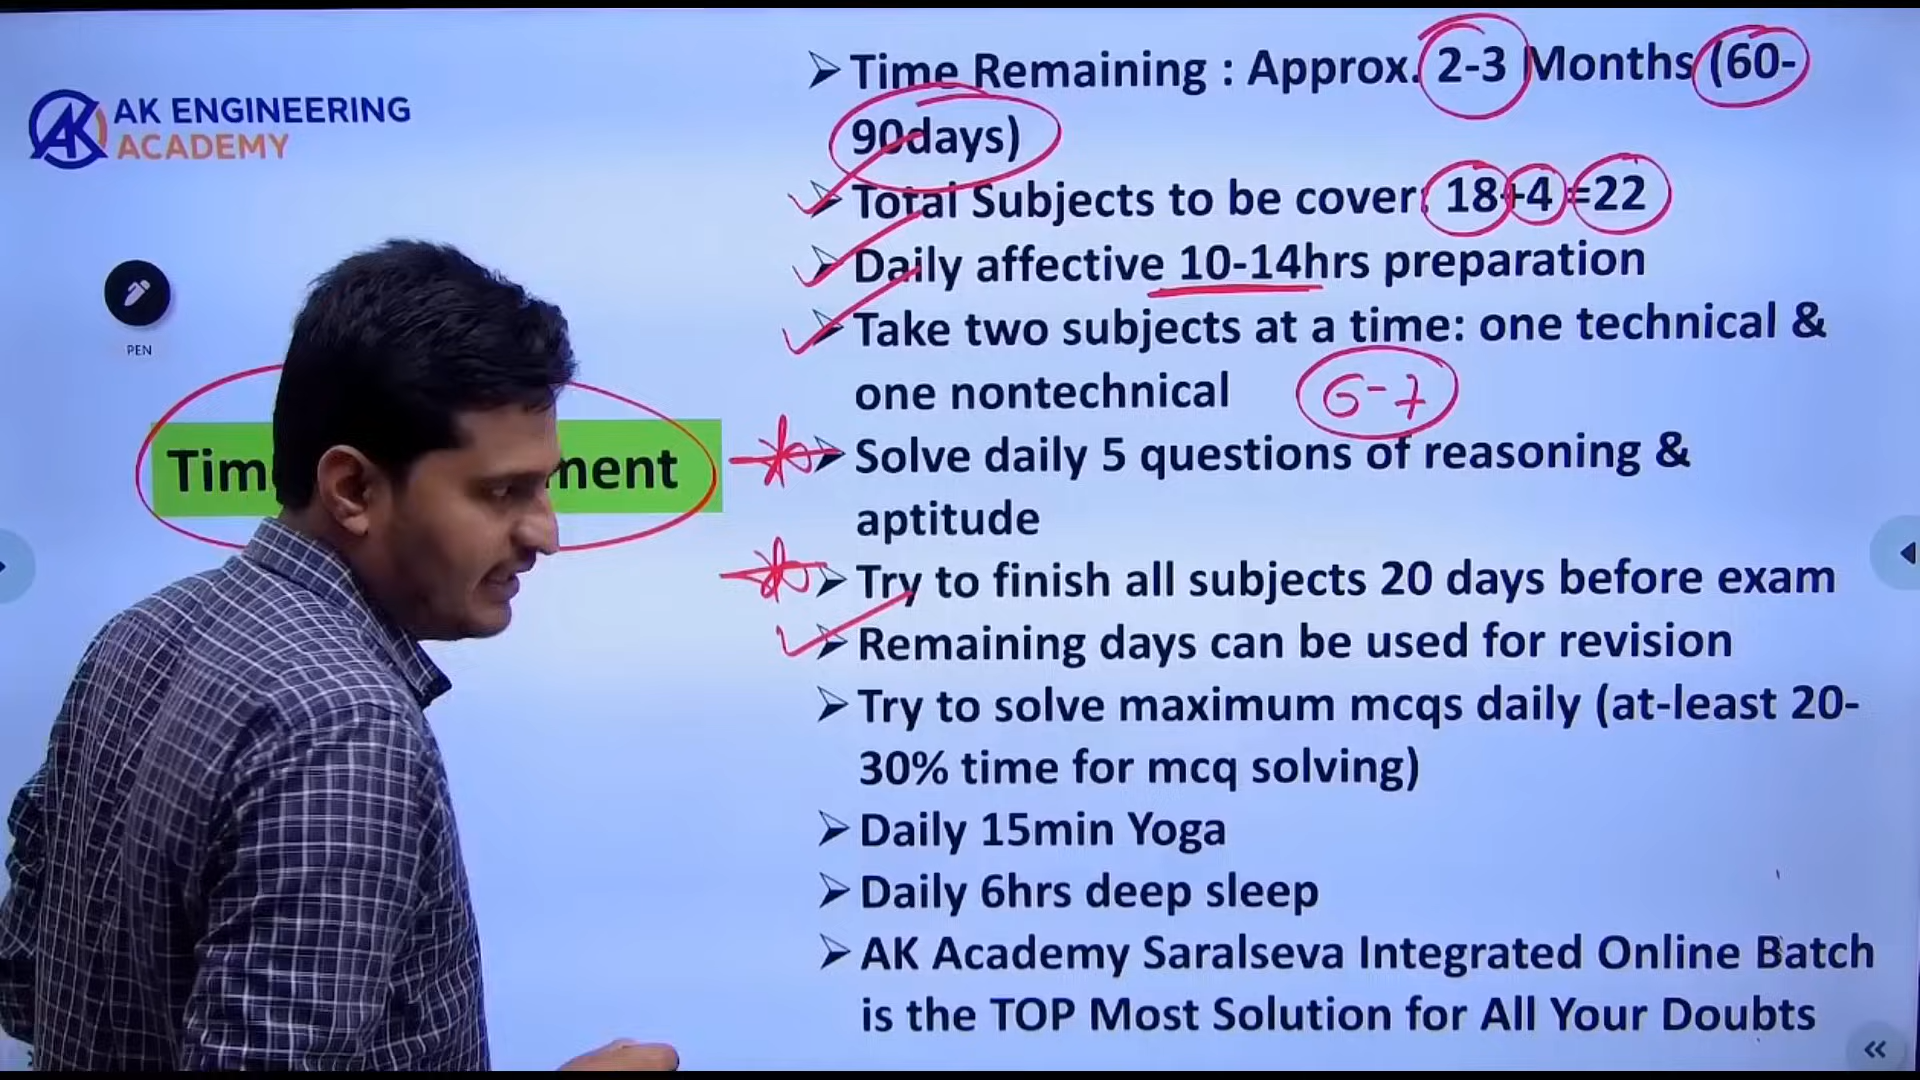 AK ENGINEERING
ACADEMY
PEN
Tim
ment
Time Remaining : Approx. 2-3 Months (60-
90days)
Total Subjects to be cover: 18+4 =22
Daily affective 10-14hrs preparation
Take two subjects at a time: one technical &
one nontechnical
6-7
Solve daily 5 questions of reasoning &
aptitude
Try to finish all subjects 20 days before exam
Remaining days can be used for revision
Try to solve maximum mcqs daily (at-least 20-
30% time for mcq solving)
Daily 15min Yoga
Daily 6hrs deep sleep
AK Academy Saralseva Integrated Online Batch
is the TOP Most Solution for All Your Doubts